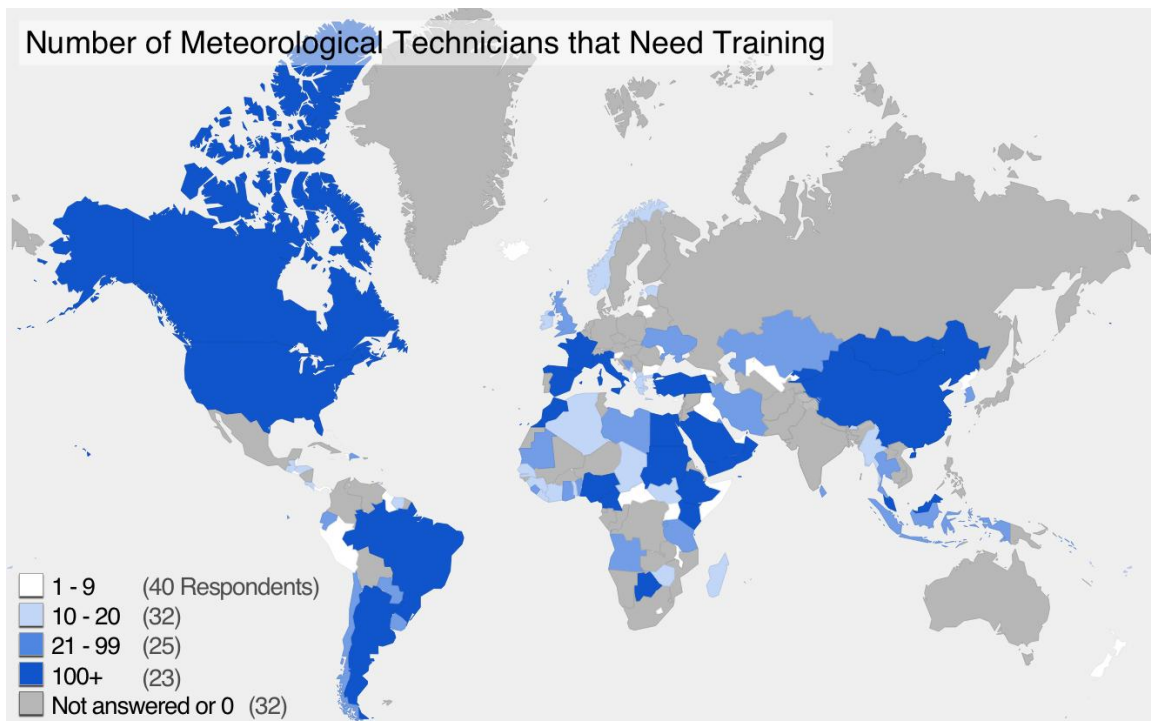 Number of Meteorological Technicians that Need Training
1 - 9 (40 Respondents)
10 - 20 (32)
21 - 99 (25)
100+ (23)
Not answered or 0 (32)